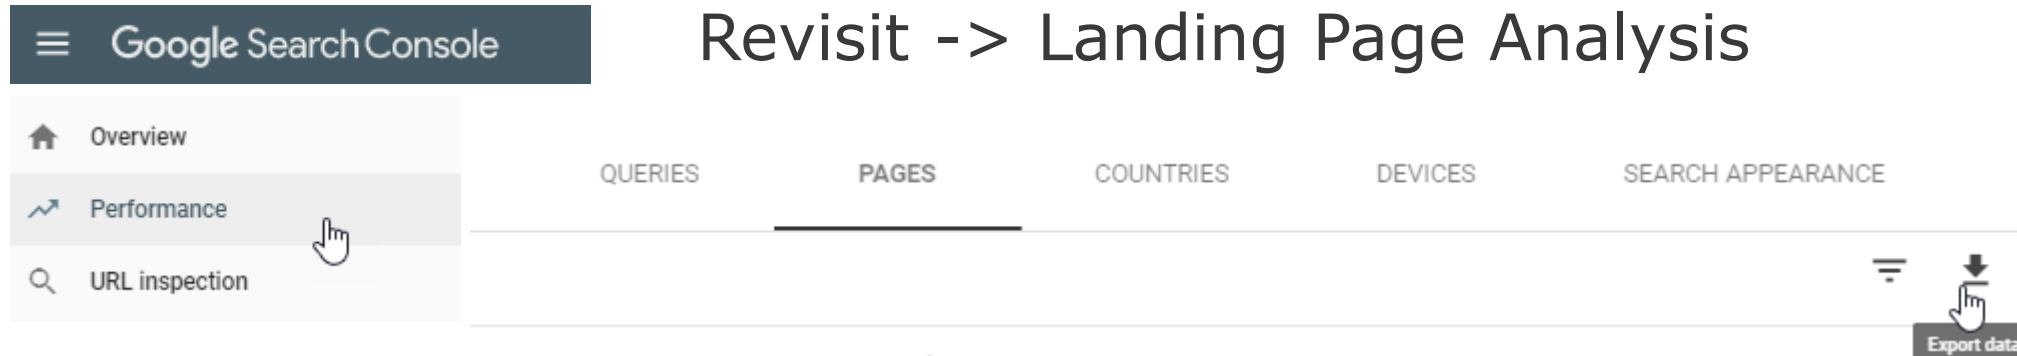 Google Search Console
Revisit -> Landing Page Analysis
Overview
Performance
URL inspection
QUERIES PAGES COUNTRIES DEVICES SEARCH APPEARANCE
Export data